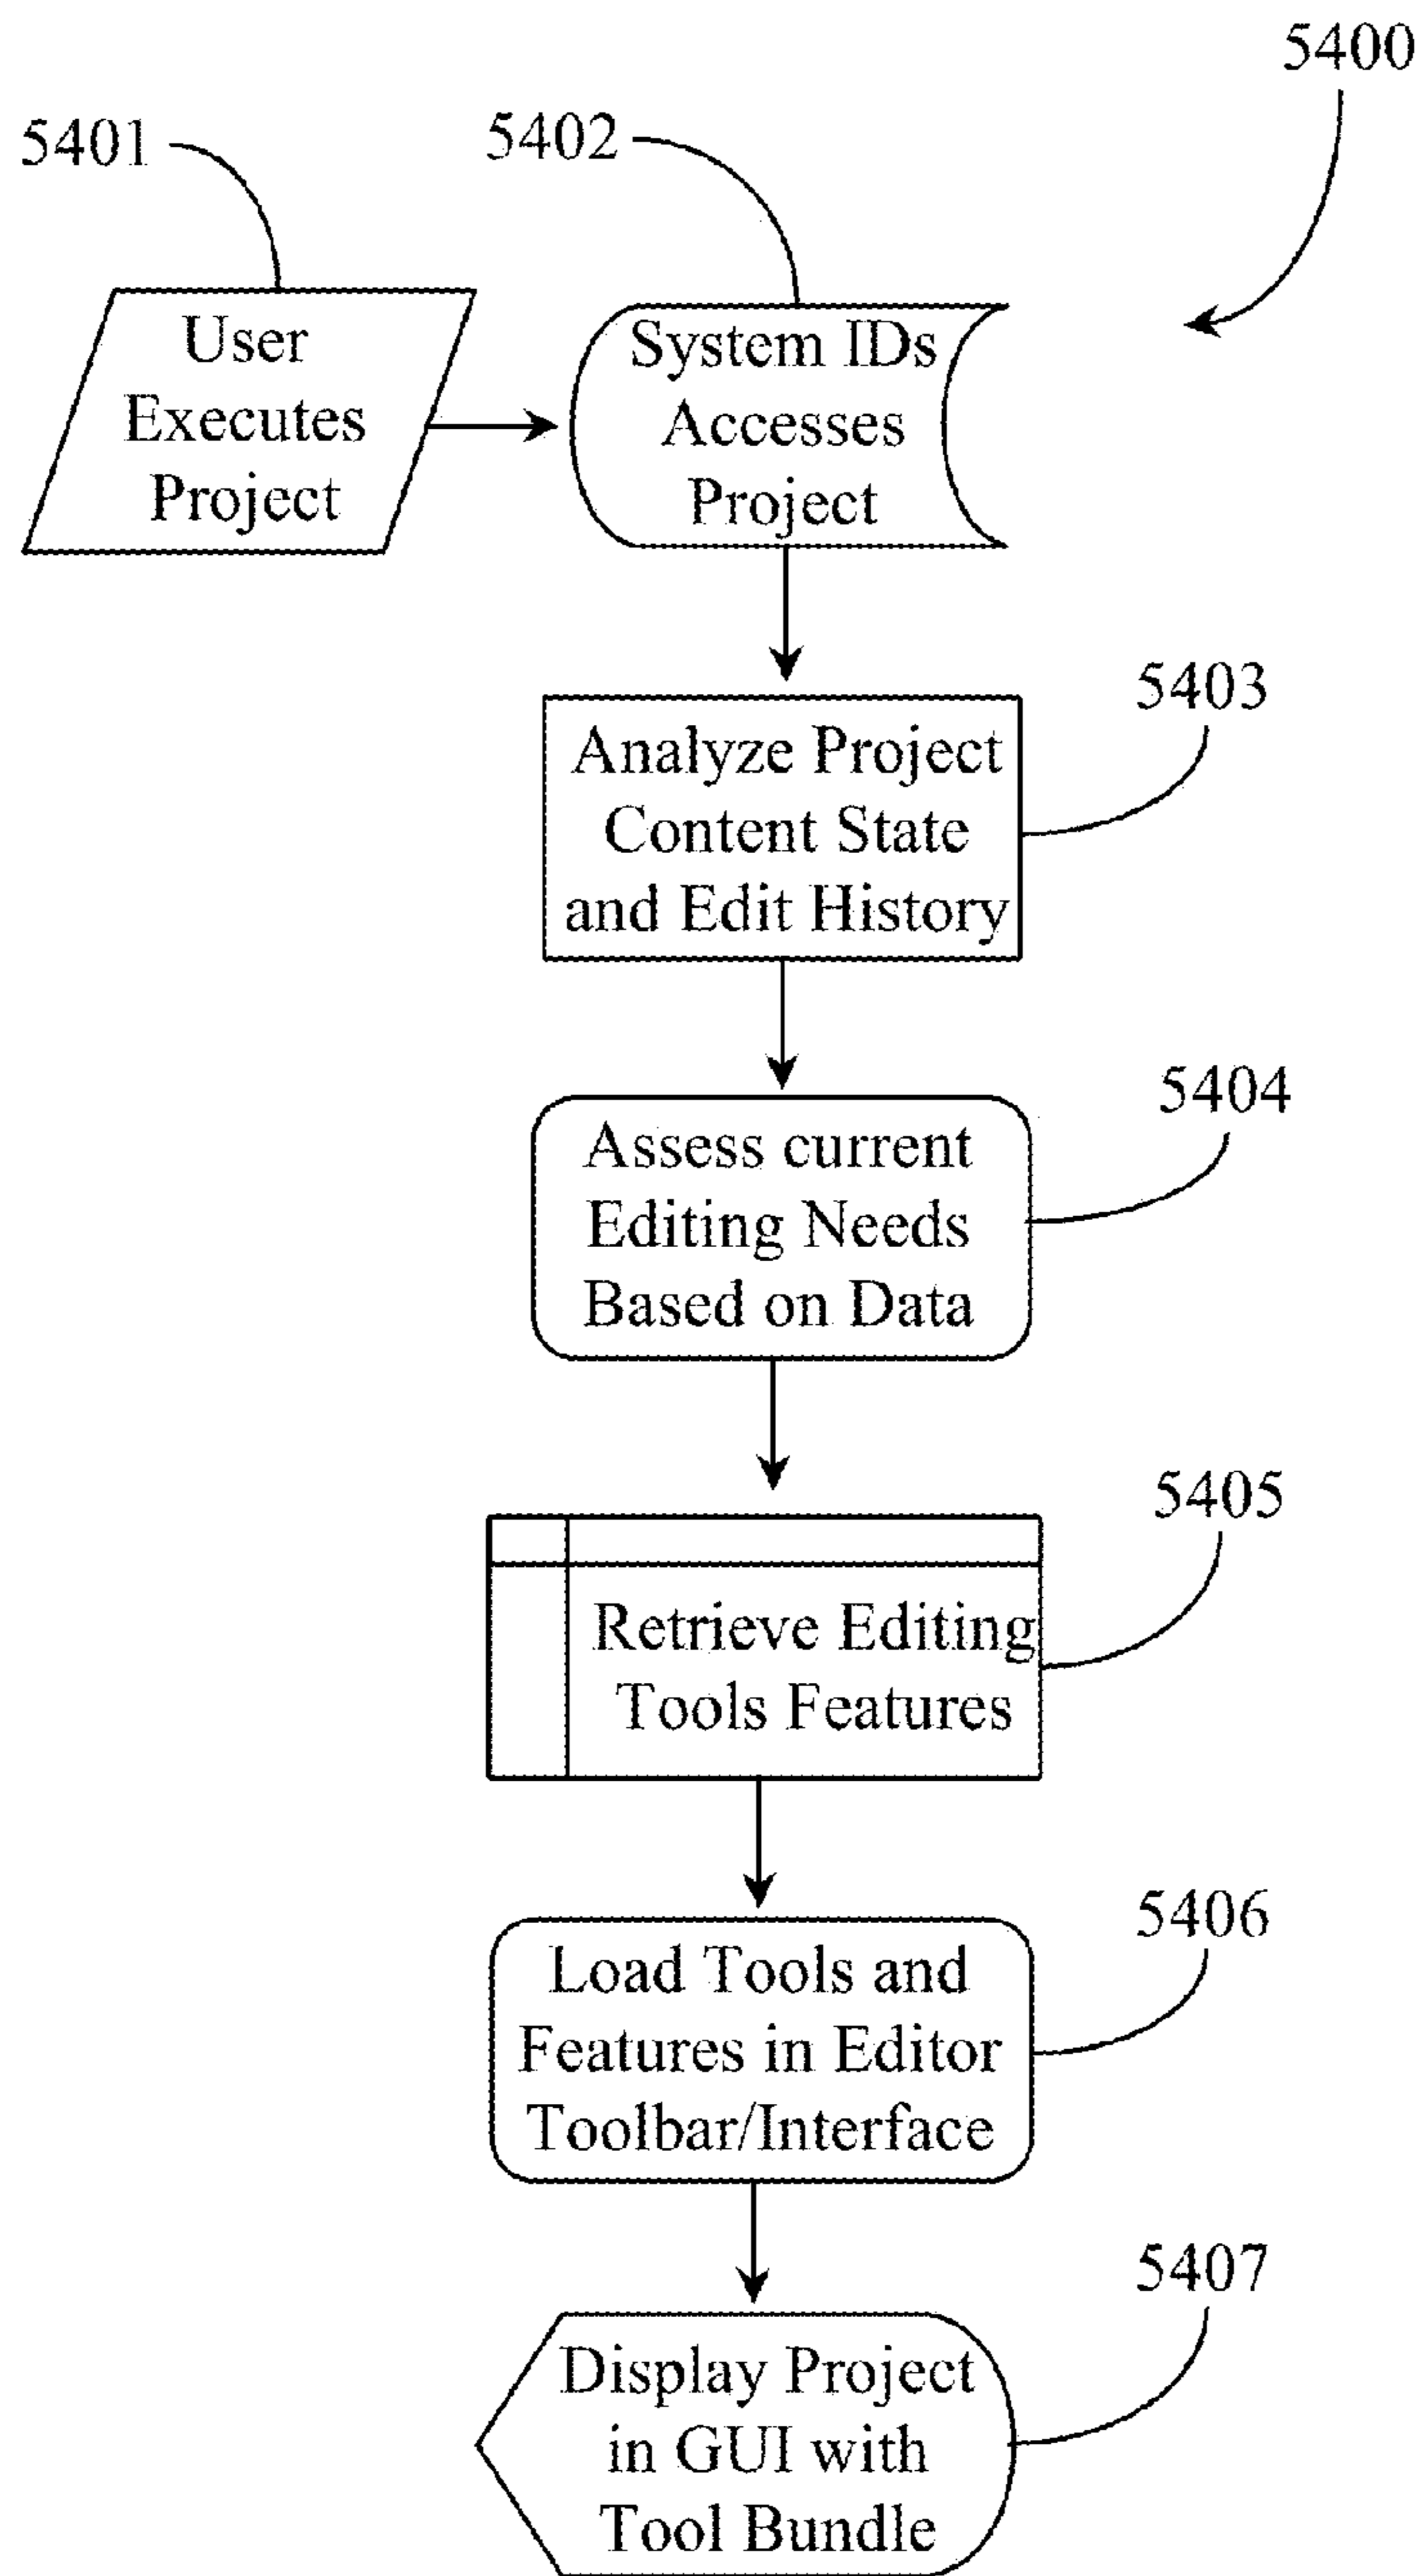 5400
5401
5402
User
Executes
Project
System IDs
Accesses
Project
5403
Analyze Project
Content State
and Edit History
5404
Assess current
Editing Needs
Based on Data
5405
Retrieve Editing
Tools Features
5406
Load Tools and
Features in Editor
Toolbar/Interface
5407
Display Project
in GUI with
Tool Bundle